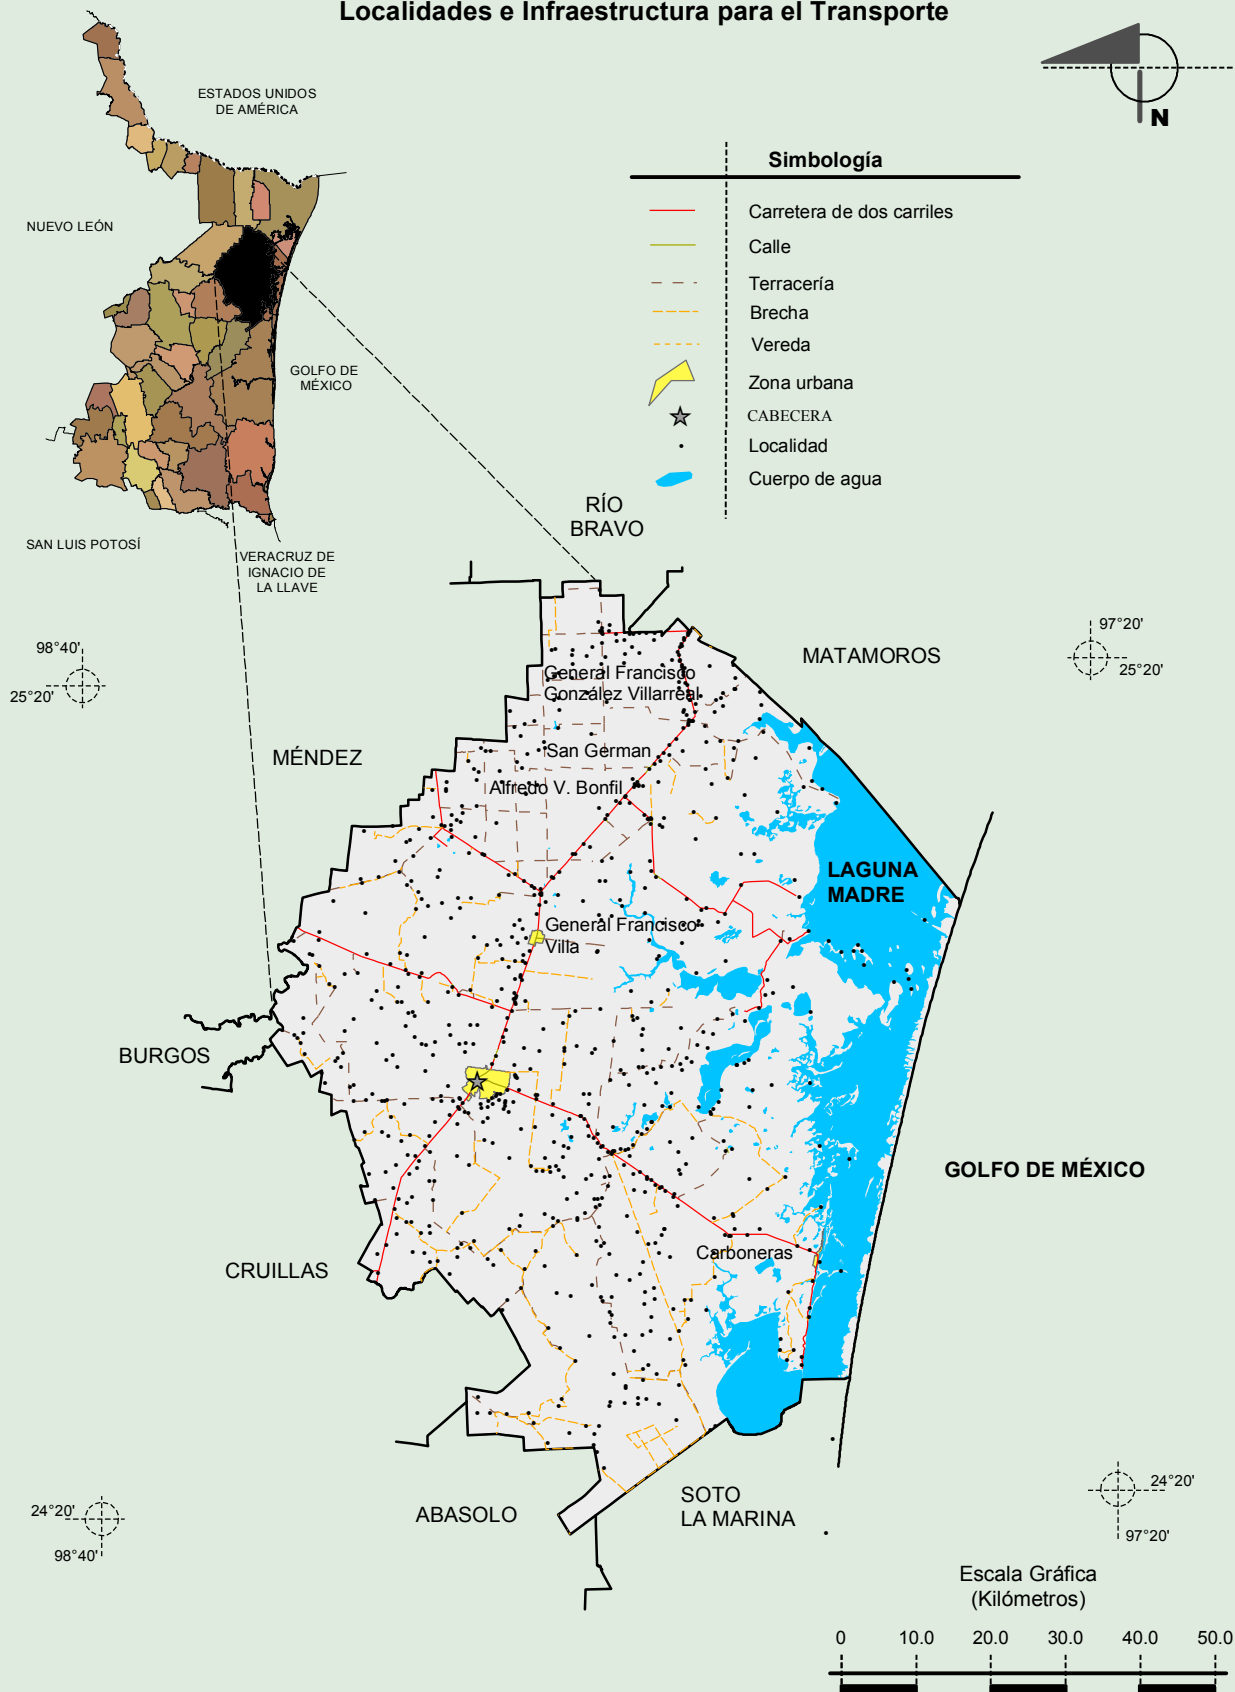 Localidades e Infraestructura para el Transporte
ESTADOS UNIDOS
DE AMÉRICA
N
NUEVO LEÓN
GOLFO DE
MÉXICO
SAN LUIS POTOSÍ
VERACRUZ DE
IGNACIO DE
LA LLAVE
Simbología
Carretera de dos carriles
Calle
Terracería
Brecha
Vereda
Zona urbana
CABECERA
Localidad
Cuerpo de agua
RÍO
BRAVO
98°40'
25°20'
97°20'
25°20'
MATAMOROS
General Francisco
González Villarreal
MÉNDEZ
San German
Alfredo V. Bonfil
LAGUNA
MADRE
General Francisco
Villa
BURGOS
GOLFO DE MÉXICO
Carboneras
CRUILLAS
ABASOLO
SOTO
LA MARINA
24°20'
98°40'
24°20'
97°20'
Escala Gráfica
(Kilómetros)
0 10.0 20.0 30.0 40.0 50.0